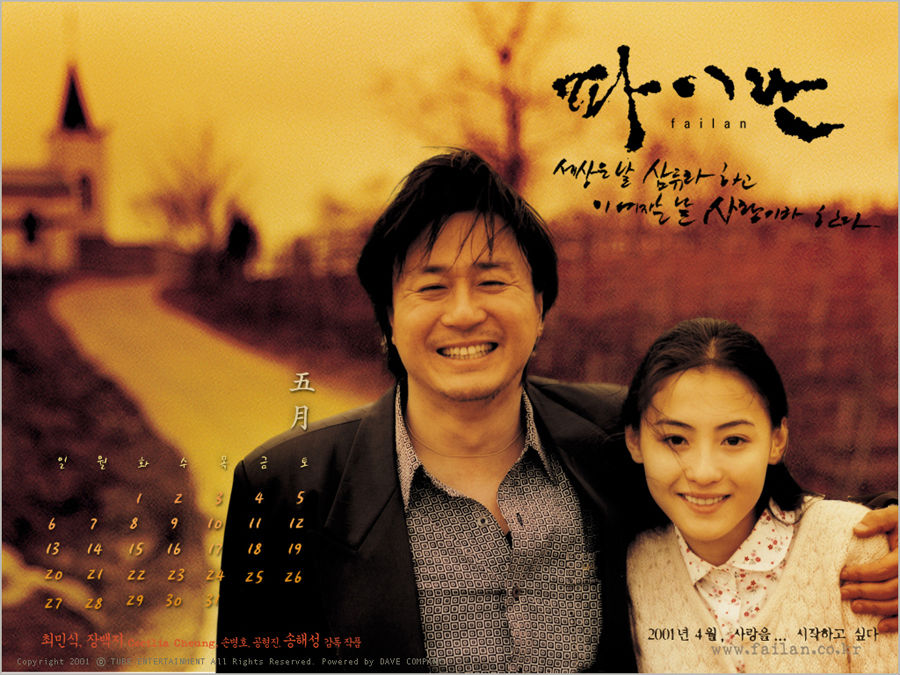 파이란
failan
세상은 날 삼류라 하고
이 여자는 날 사랑이라 한다.
五
月
일 월 화 수 목 금 토
1 2 3 4 5
6 7 8 9 10 11 12
13 14 15 16 17 18 19
20 21 22 23 24 25 26
27 28 29 30 31
최민식, 장백지 Cecilia Cheung, 손병호, 공형진, 송해성 감독 작품
2001년 4월, 사랑을... 시작하고 싶다
www.failan.co.kr
Copyright 2001 ⓒ TUBE ENTERTAINMENT All Rights Reserved. Powered by DAVE COMPANY